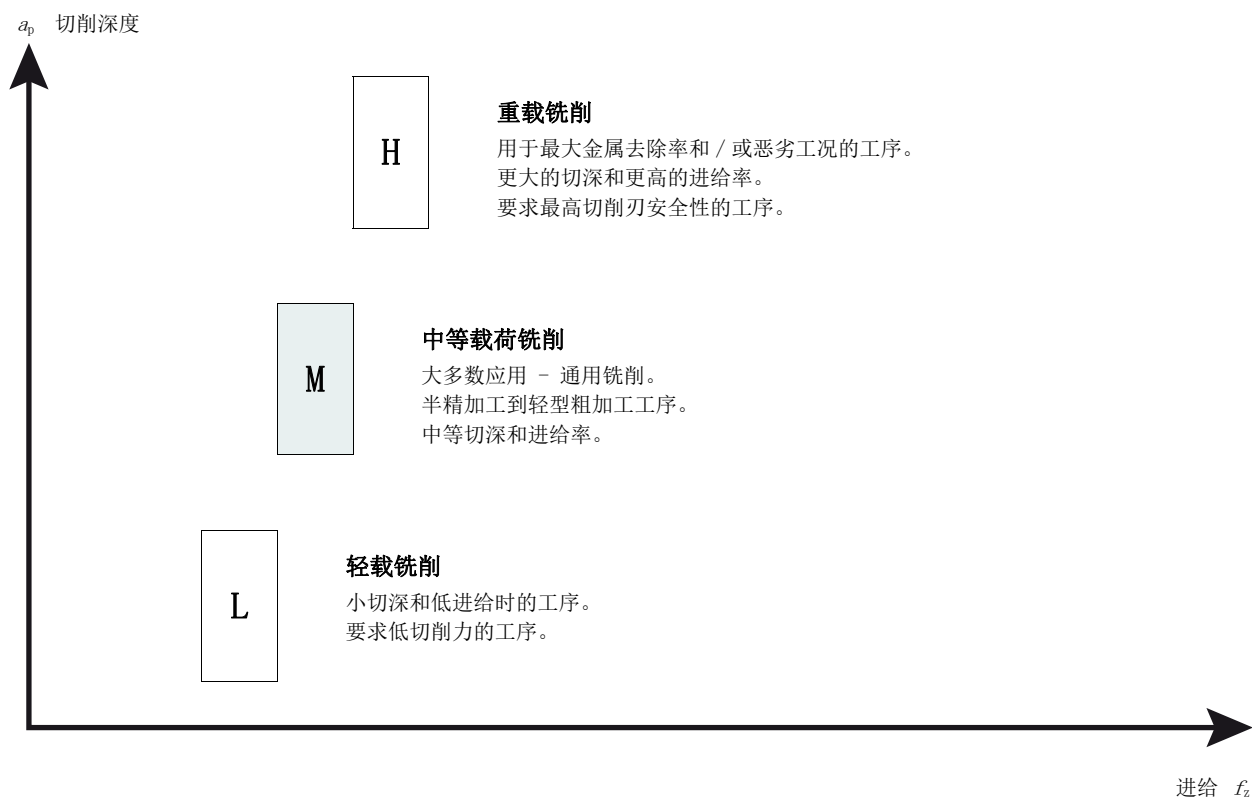 ap 切削深度
H
重载铣削
用于最大金属去除率和 / 或恶劣工况的工序。
更大的切深和更高的进给率。
要求最高切削刃安全性的工序。
M
中等载荷铣削
大多数应用 - 通用铣削。
半精加工到轻型粗加工工序。
中等切深和进给率。
L
轻载铣削
小切深和低进给时的工序。
要求低切削力的工序。
进给 fz